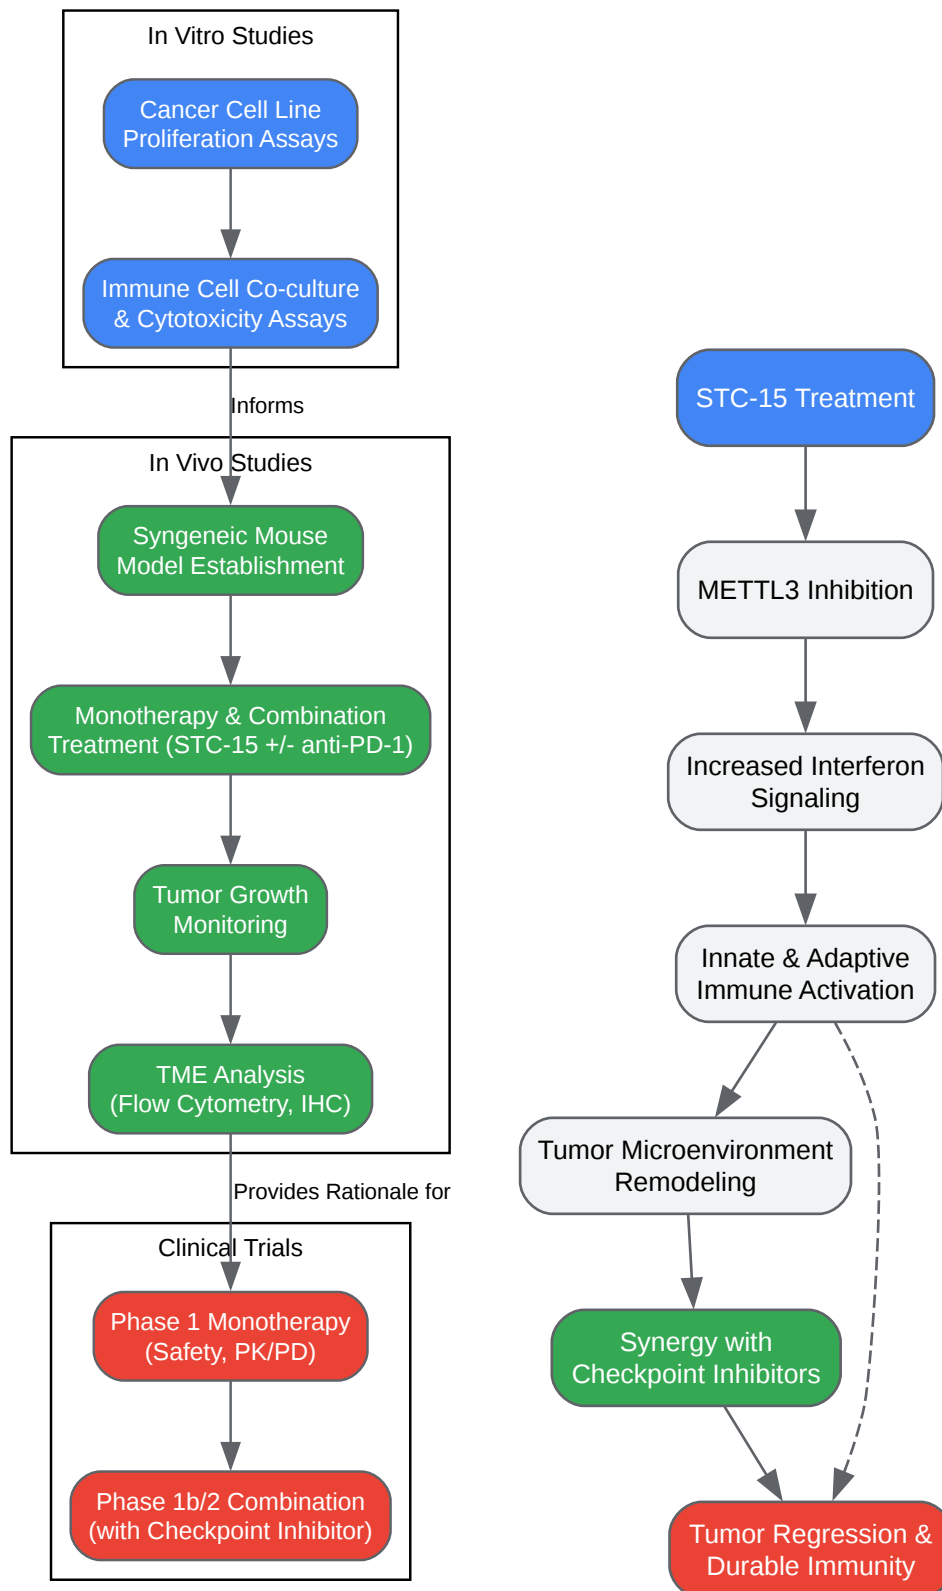 In Vitro Studies
Cancer Cell Line
Proliferation Assays
Immune Cell Co-culture
& Cytotoxicity Assays
Informs
In Vivo Studies
Syngeneic Mouse
Model Establishment
Monotherapy & Combination
Treatment (STC-15 +/- anti-PD-1)
Tumor Growth
Monitoring
TME Analysis
(Flow Cytometry, IHC)
Provides Rationale for
Clinical Trials
Phase 1 Monotherapy
(Safety, PK/PD)
Phase 1b/2 Combination
(with Checkpoint Inhibitor)
STC-15 Treatment
METTL3 Inhibition
Increased Interferon
Signaling
Innate & Adaptive
Immune Activation
Tumor Microenvironment
Remodeling
Synergy with
Checkpoint Inhibitors
Tumor Regression &
Durable Immunity